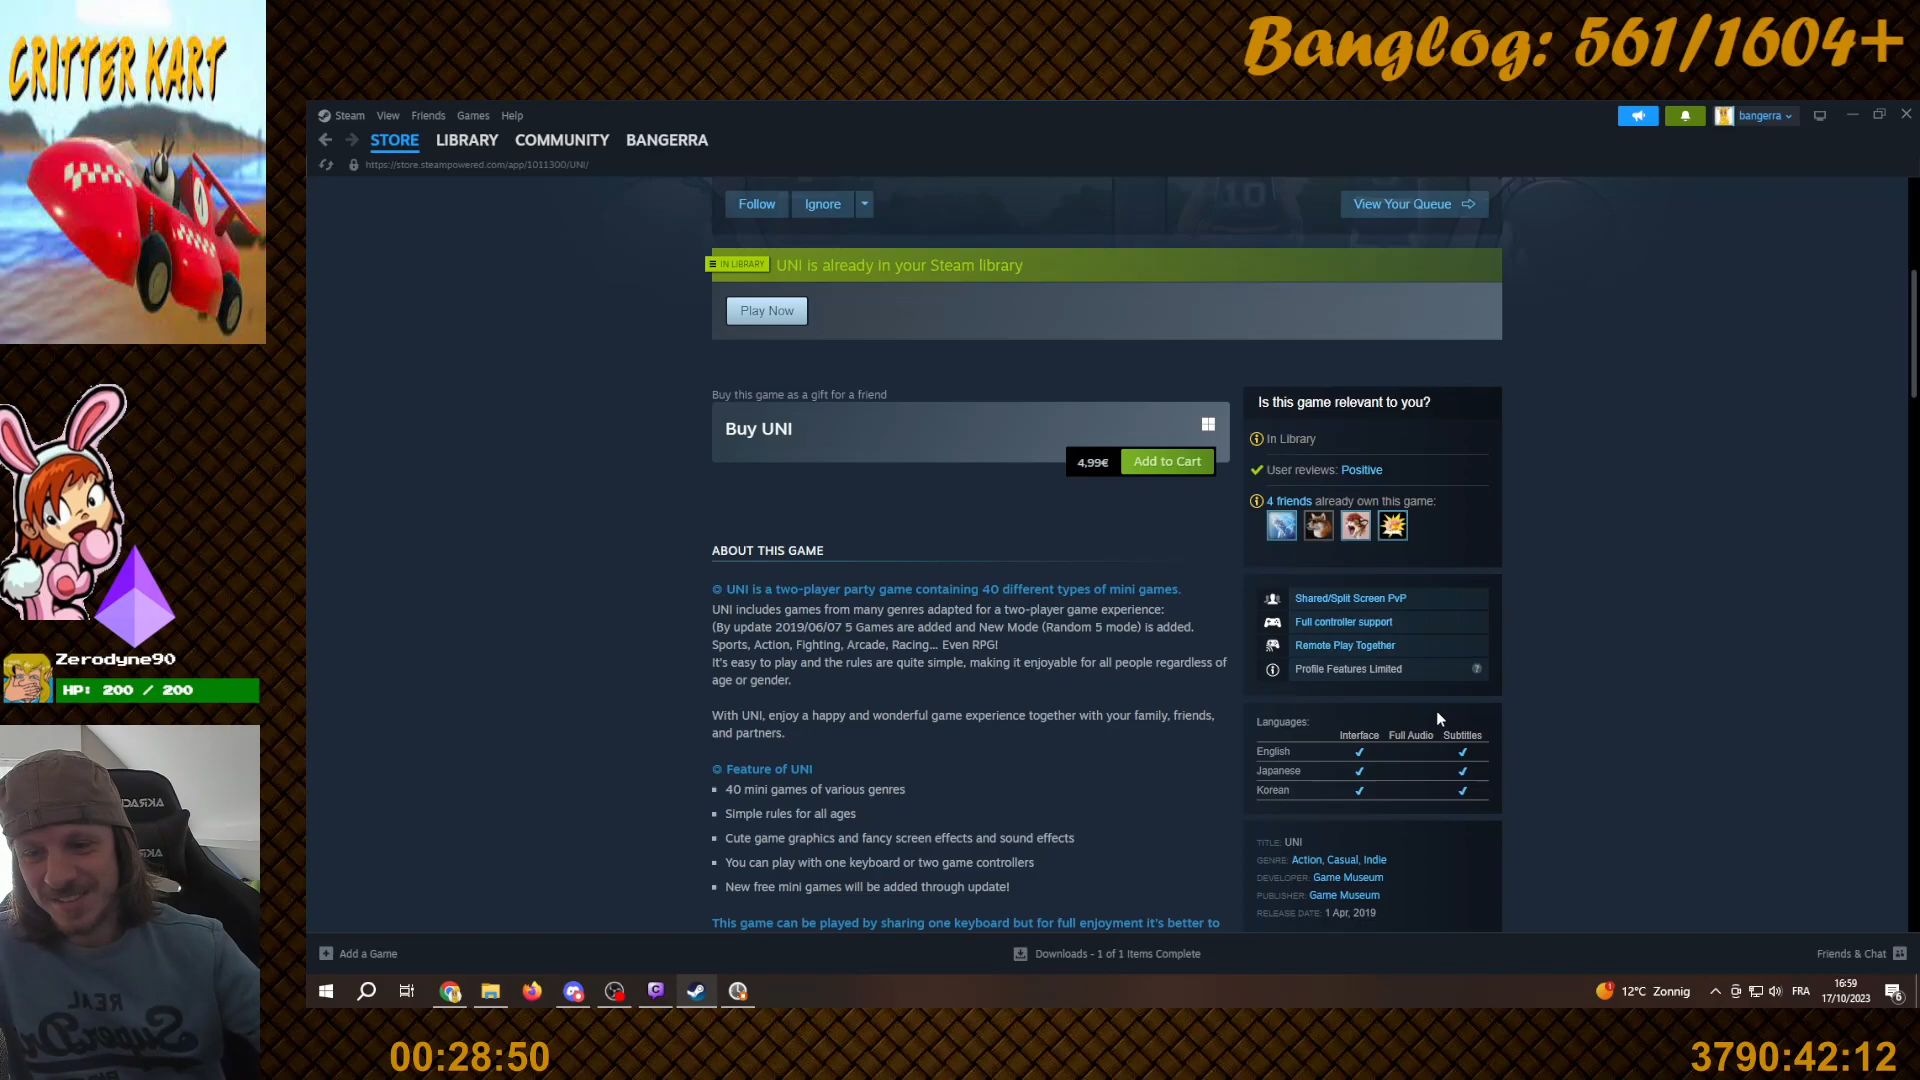 CRITTER KART
Banglog: 561/1604+
Steam View Friends Games Help
bangerra
STORE LIBRARY COMMUNITY BANGERRA
https://store.steampowered.com/app/1011300/UNI/
10
Follow Ignore View Your Queue
IN LIBRARY UNI is already in your Steam library
Play Now
Buy this game as a gift for a friend
Buy UNI
4,99€ Add to Cart
Is this game relevant to you?
In Library
User reviews: Positive
4 friends already own this game:
ABOUT THIS GAME
◎ UNI is a two-player party game containing 40 different types of mini games.
UNI includes games from many genres adapted for a two-player game experience:
(By update 2019/06/07 5 Games are added and New Mode (Random 5 mode) is added.
Sports, Action, Fighting, Arcade, Racing... Even RPG!
It's easy to play and the rules are quite simple, making it enjoyable for all people regardless of
age or gender.
With UNI, enjoy a happy and wonderful game experience together with your family, friends,
and partners.
◎ Feature of UNI
40 mini games of various genres
Simple rules for all ages
Cute game graphics and fancy screen effects and sound effects
You can play with one keyboard or two game controllers
New free mini games will be added through update!
This game can be played by sharing one keyboard but for full enjoyment it's better to
Shared/Split Screen PvP
Full controller support
Remote Play Together
Profile Features Limited ?
Languages:
Interface Full Audio Subtitles
English ✔ ✔
Japanese ✔ ✔
Korean ✔ ✔
TITLE: UNI
GENRE: Action, Casual, Indie
DEVELOPER: Game Museum
PUBLISHER: Game Museum
RELEASE DATE: 1 Apr, 2019
Zerodyne90
HP: 200 / 200
AKRACING
REAL
SuperDry
Add a Game
Downloads - 1 of 1 Items Complete
Friends & Chat
12°C Zonnig
FRA
16:59
17/10/2023
6
00:28:50
3790:42:12